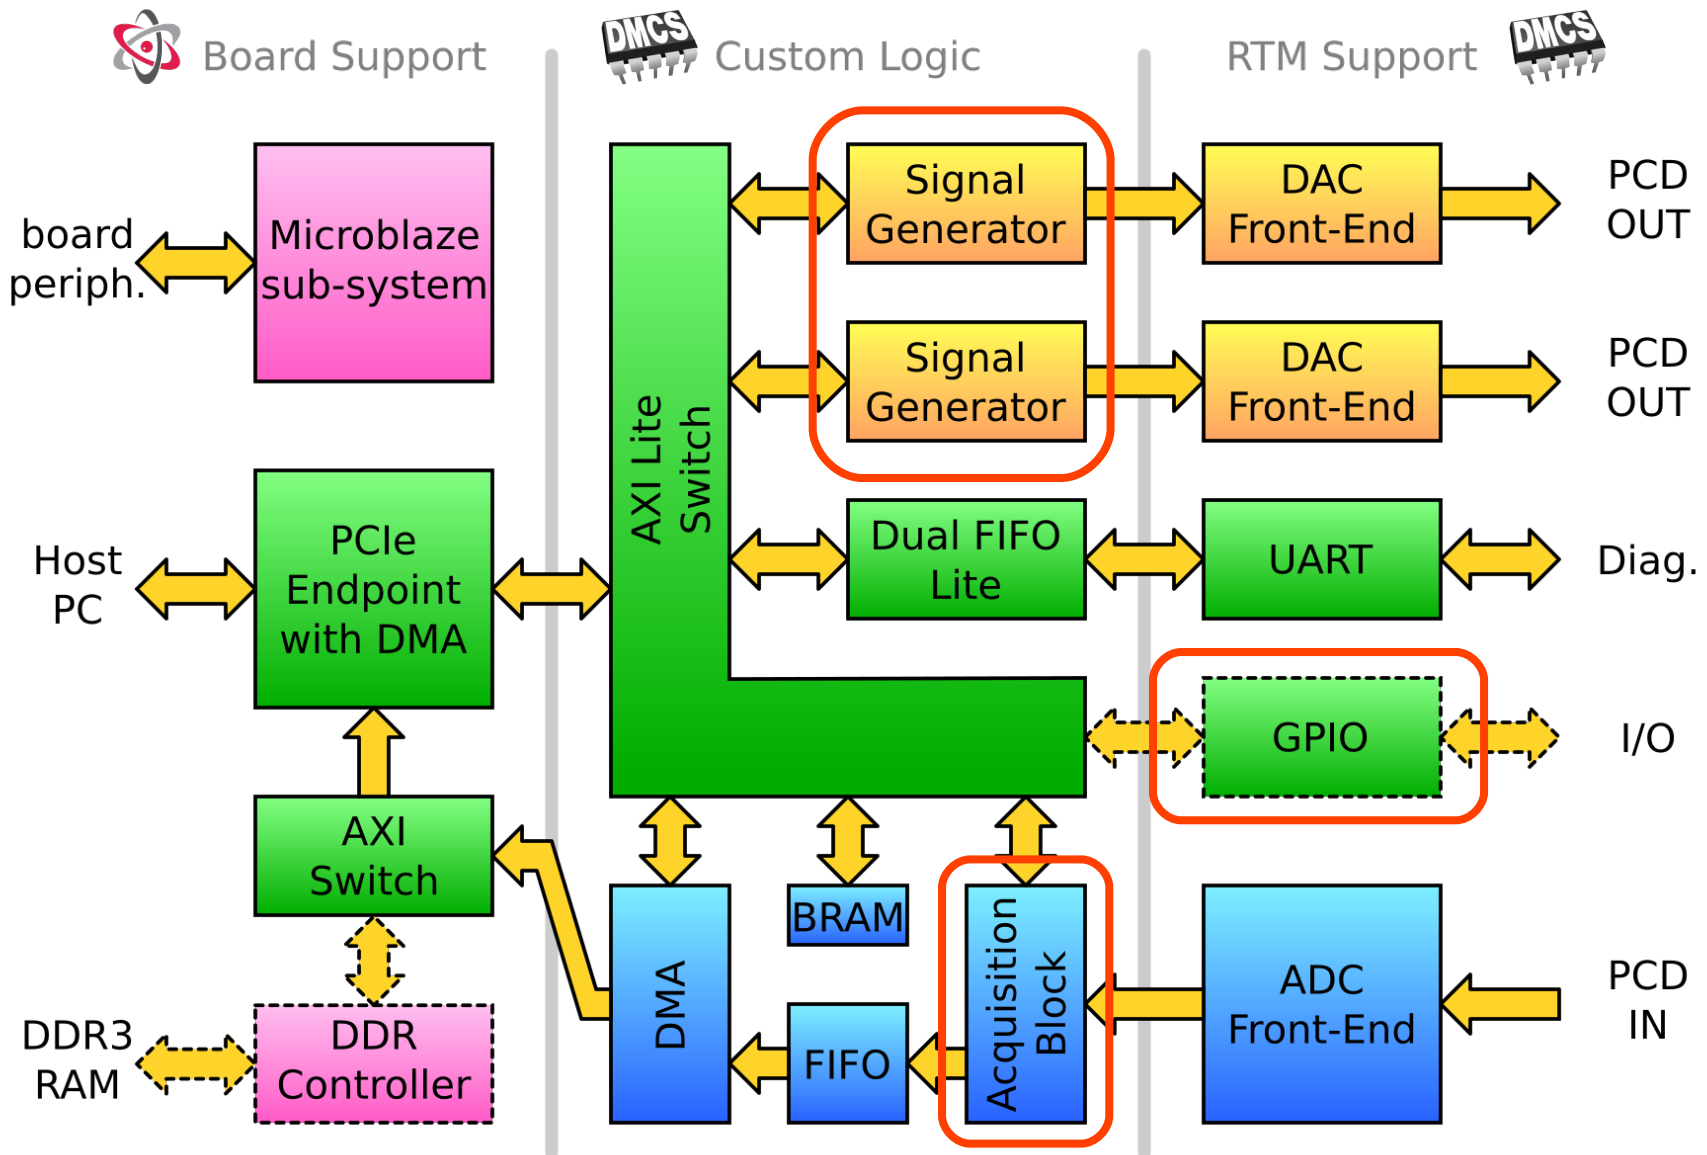 Board Support
DMCS
Custom Logic
RTM Support
DMCS
board
periph.
Microblaze
sub-system
Host
PC
PCIe
Endpoint
with DMA
AXI
Switch
DDR3
RAM
DDR
Controller
AXI Lite
Switch
Signal
Generator
Signal
Generator
Dual FIFO
Lite
DMA
BRAM
FIFO
Acquisition
Block
DAC
Front-End
PCD
OUT
DAC
Front-End
PCD
OUT
UART
Diag.
GPIO
I/O
ADC
Front-End
PCD
IN